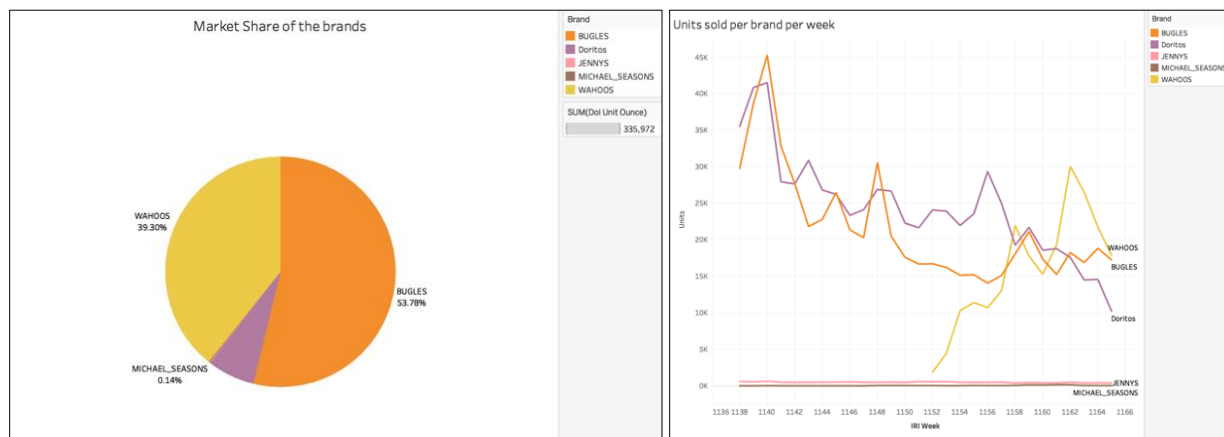 Market Share of the brands
Brand
BUGLES
Doritos
JENNYS
MICHAEL_SEASONS
WAHOOS
SUM(Dol Unit Ounce)
335,972
WAHOOS
39.30%
BUGLES
53.78%
MICHAEL_SEASONS
0.14%
Units sold per brand per week
Brand
BUGLES
Doritos
JENNYS
MICHAEL_SEASONS
WAHOOS
45K
40K
35K
30K
25K
20K
15K
10K
5K
0K
Units
WAHOOS
BUGLES
Doritos
JENNYS
MICHAEL_SEASONS
1136 1138 1140 1142 1144 1146 1148 1150 1152 1154 1156 1158 1160 1162 1164 1166
IRI Week